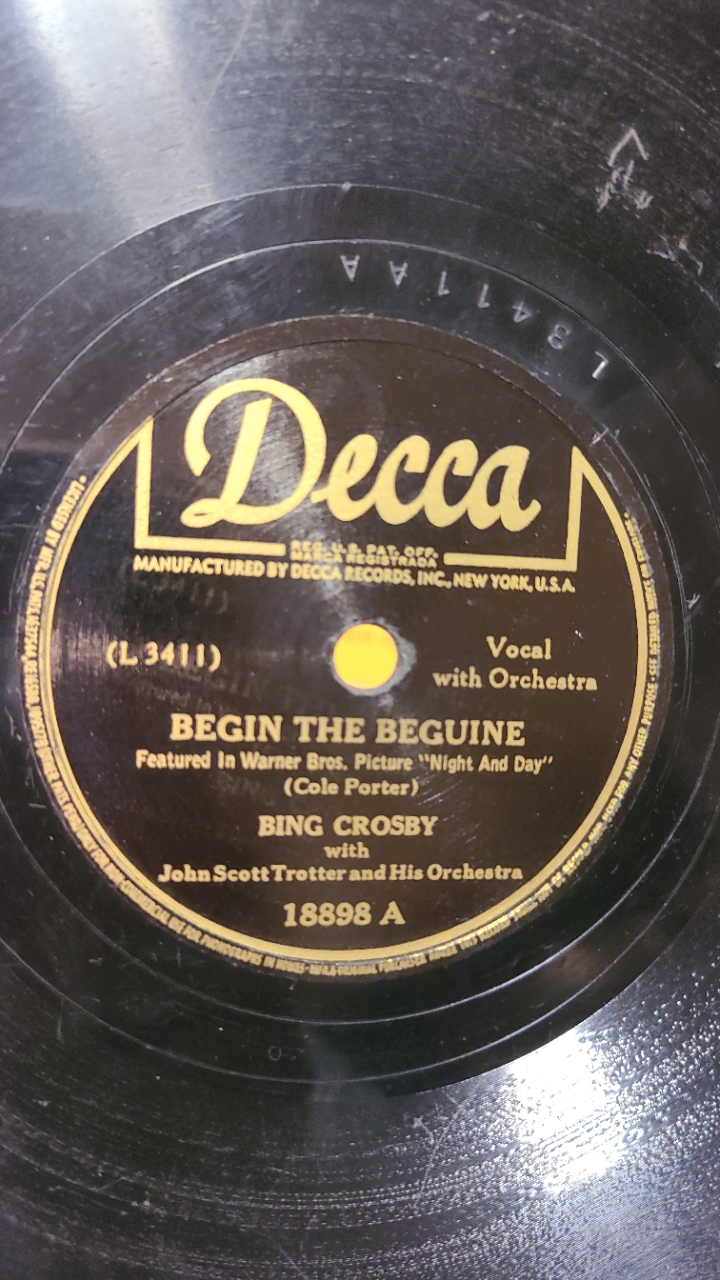 L 3411AA A
Decca
REG. U.S. PAT. OFF.
MARCA REGISTRADA
MANUFACTURED BY DECCA RECORDS, INC., NEW YORK, U.S.A.
(L 3411)
Vocal
with Orchestra
BEGIN THE BEGUINE
Featured In Warner Bros. Picture "Night And Day"
(Cole Porter)
BING CROSBY
with
John Scott Trotter and His Orchestra
18898 A